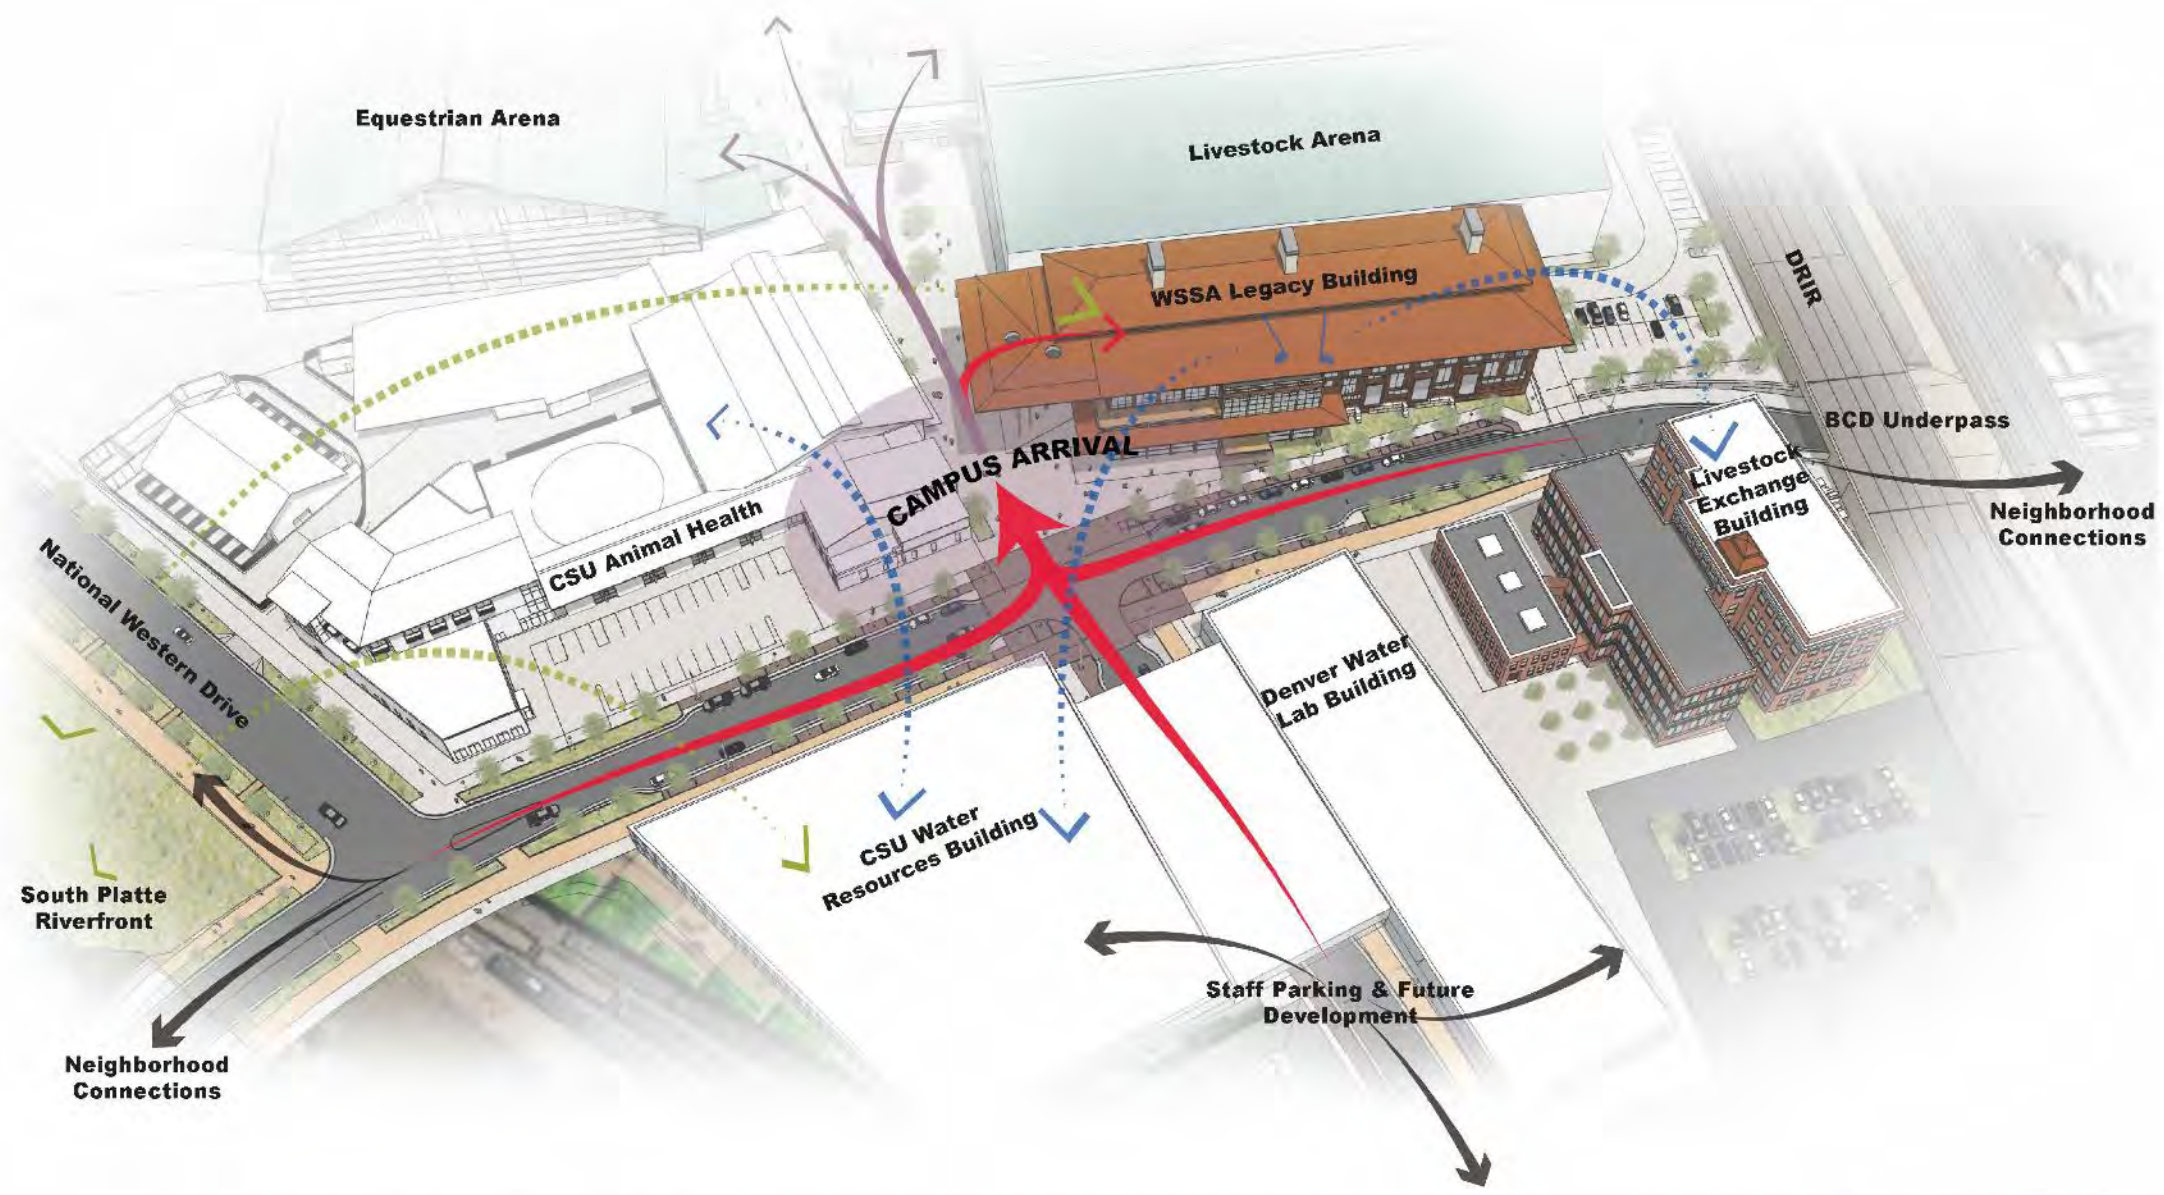 Equestrian Arena
Livestock Arena
DRIR
WSSA Legacy Building
BCD Underpass
CAMPUS ARRIVAL
Livestock
Exchange
Building
Neighborhood
Connections
CSU Animal Health
National Western Drive
Denver Water
Lab Building
CSU Water
Resources Building
South Platte
Riverfront
Staff Parking & Future
Development
Neighborhood
Connections